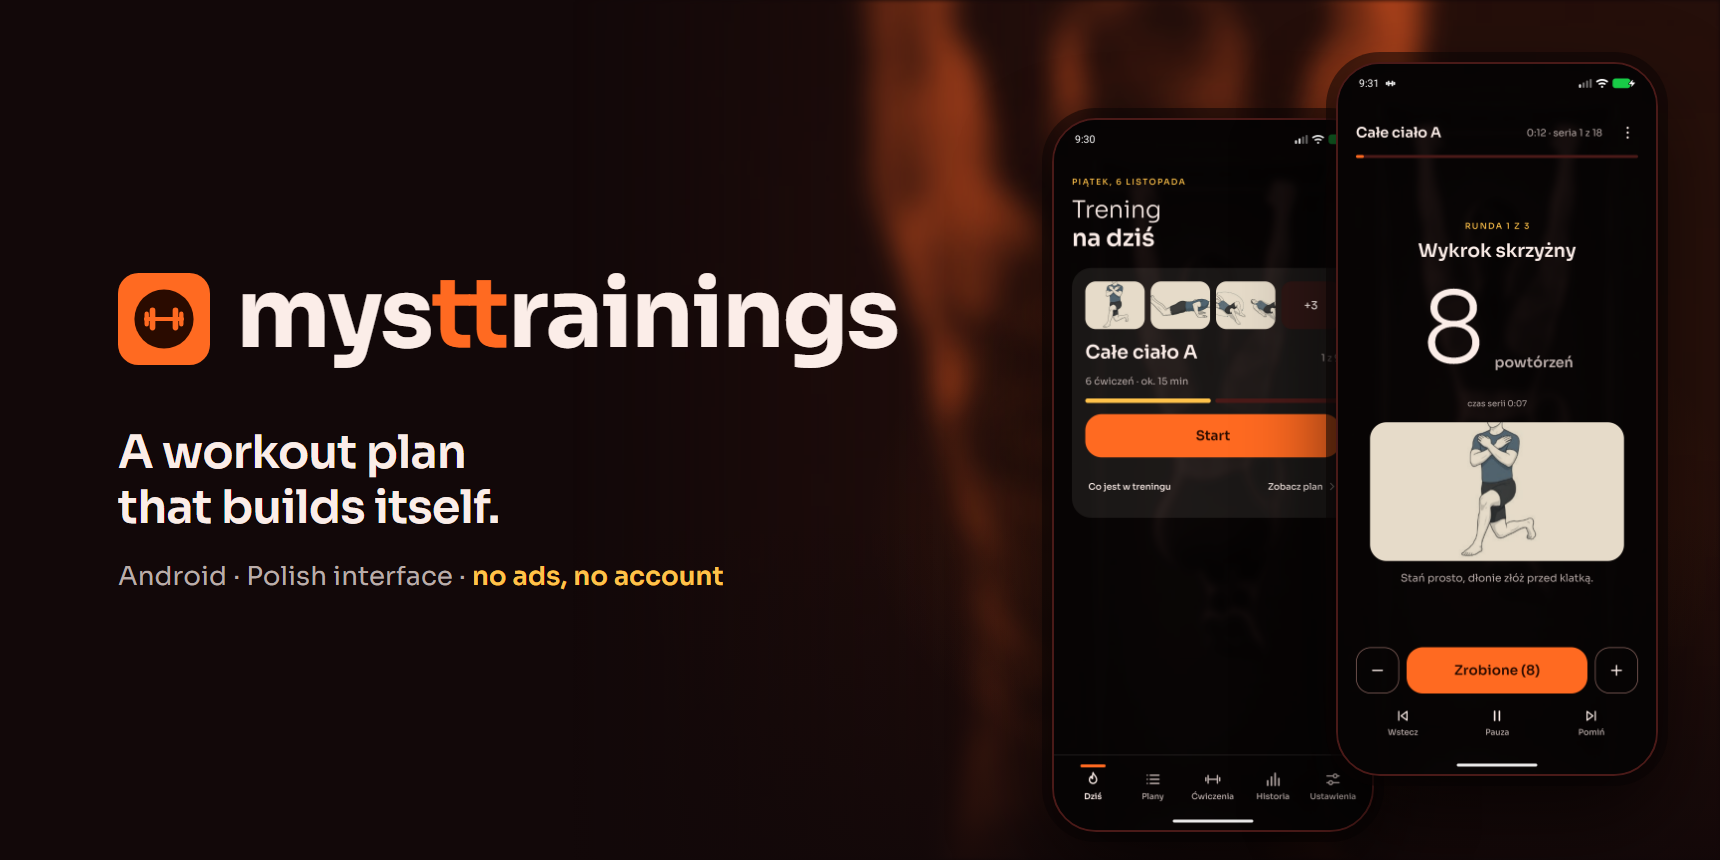 mysttrainings
A workout plan
that builds itself.
Android · Polish interface · no ads, no account
9:30
PIĄTEK, 6 LISTOPADA
Trening
na dziś
+3
Całe ciało A
6 ćwiczeń · ok. 15 min
Start
Co jest w treningu
Zobacz plan
Dziś
Plany
Ćwiczenia
Historia
Ustawienia
9:31
Całe ciało A
0:12 · seria 1 z 18
RUNDA 1 Z 3
Wykrok skrzyżny
8 powtórzeń
czas serii 0:07
Stań prosto, dłonie złóż przed klatką.
Zrobione (8)
Wstecz
Pauza
Pomiń